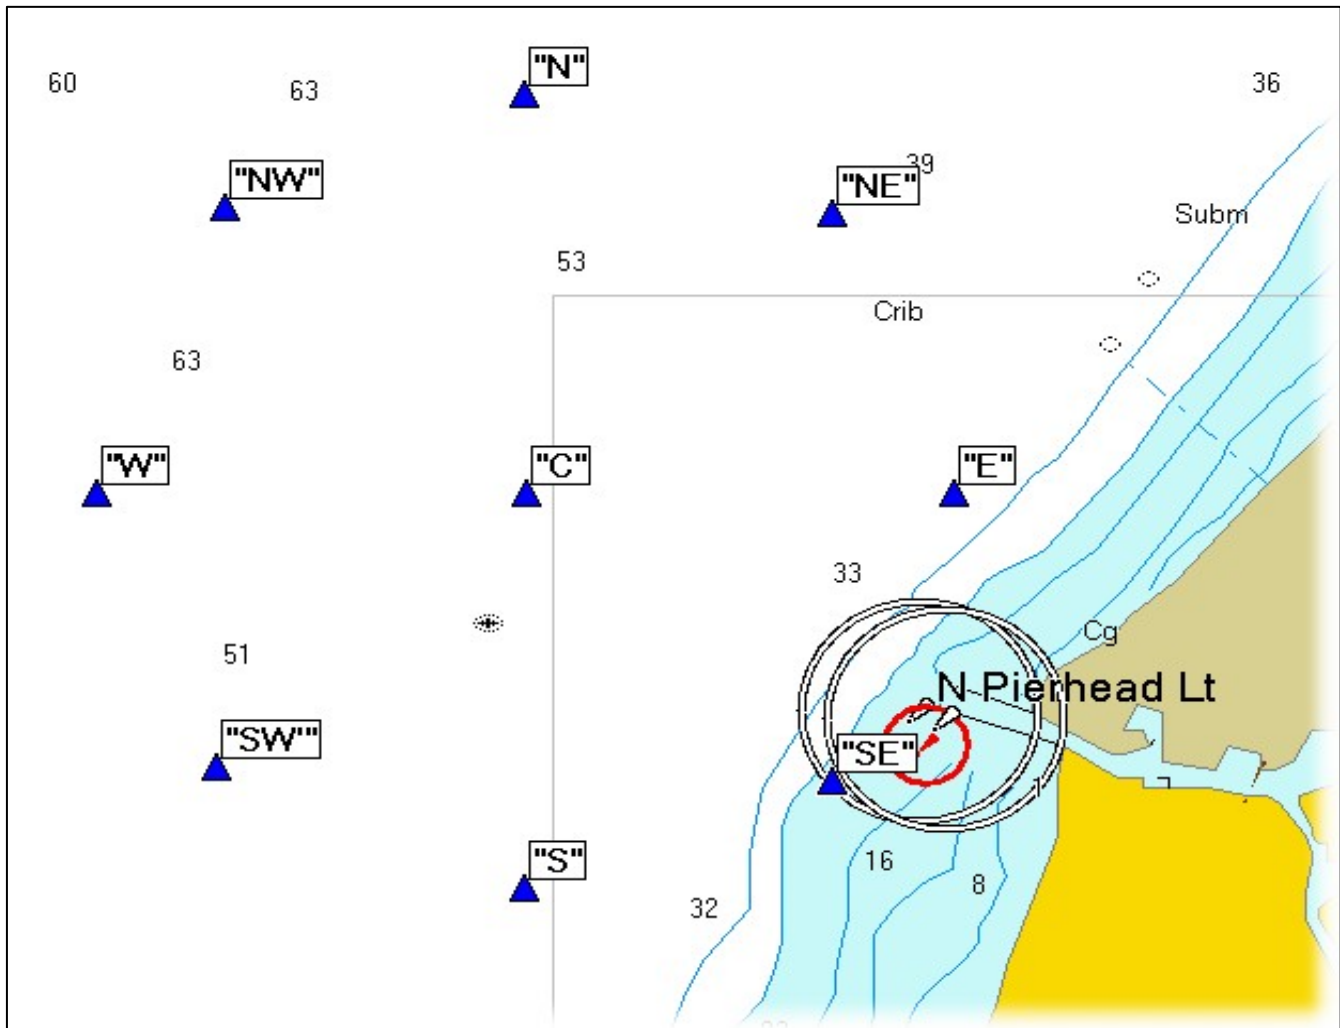 "N"
60
63
36
39
"NW"
"NE"
Subm
53
Crib
63
"W"
"C"
"E"
33
Cg
51
N Pierhead Lt
"SW'"
"SE"
"S"
16
8
32